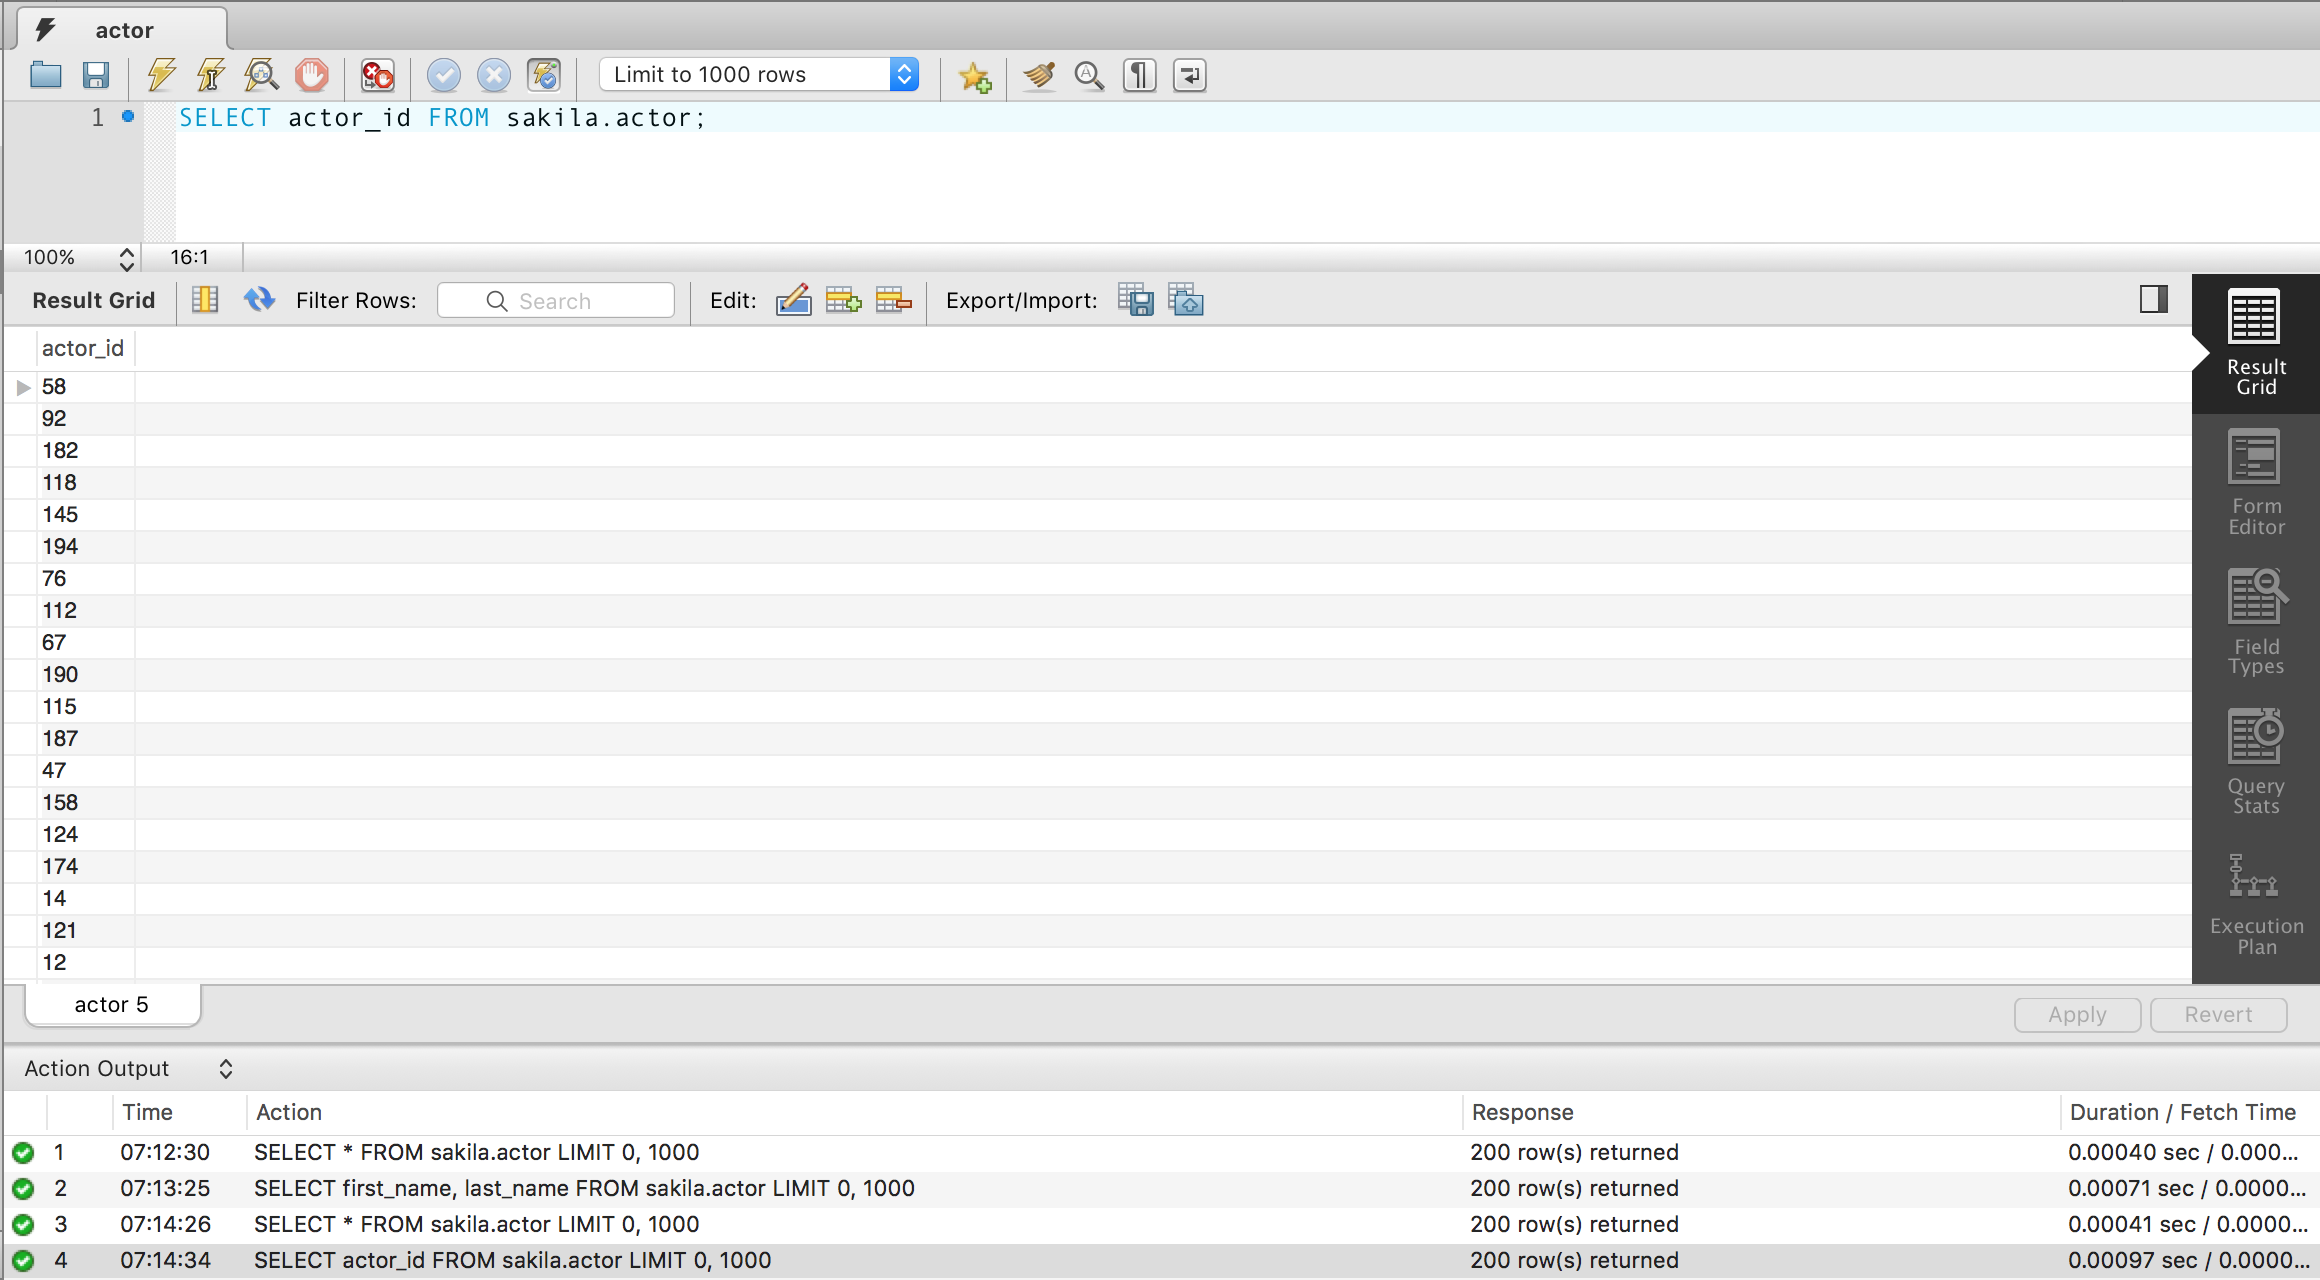 actor
Limit to 1000 rows
1 SELECT actor_id FROM sakila.actor;
100% 16:1
Result Grid Filter Rows: Search Edit: Export/Import:
actor_id
58
92
182
118
145
194
76
112
67
190
115
187
47
158
124
174
14
121
12
Result
Grid
Form
Editor
Field
Types
Query
Stats
Execution
Plan
actor 5 Apply Revert
Action Output
Time Action Response Duration / Fetch Time
1 07:12:30 SELECT * FROM sakila.actor LIMIT 0, 1000 200 row(s) returned 0.00040 sec / 0.000...
2 07:13:25 SELECT first_name, last_name FROM sakila.actor LIMIT 0, 1000 200 row(s) returned 0.00071 sec / 0.0000...
3 07:14:26 SELECT * FROM sakila.actor LIMIT 0, 1000 200 row(s) returned 0.00041 sec / 0.0000...
4 07:14:34 SELECT actor_id FROM sakila.actor LIMIT 0, 1000 200 row(s) returned 0.00097 sec / 0.0000...